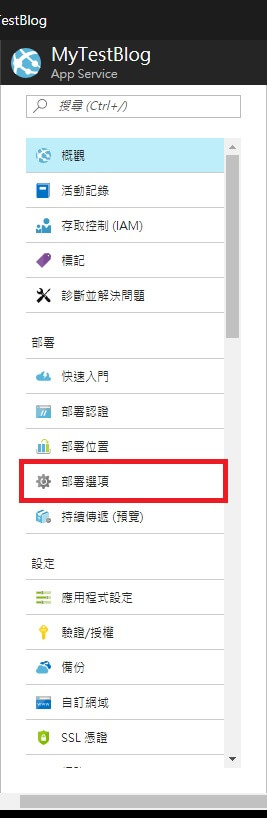 TestBlog
MyTestBlog
App Service
搜尋 (Ctrl+/)
概觀
活動記錄
存取控制 (IAM)
標記
診斷並解決問題
部署
快速入門
部署認證
部署位置
部署選項
持續傳遞 (預覽)
設定
應用程式設定
驗證/授權
備份
自訂網域
SSL 憑證